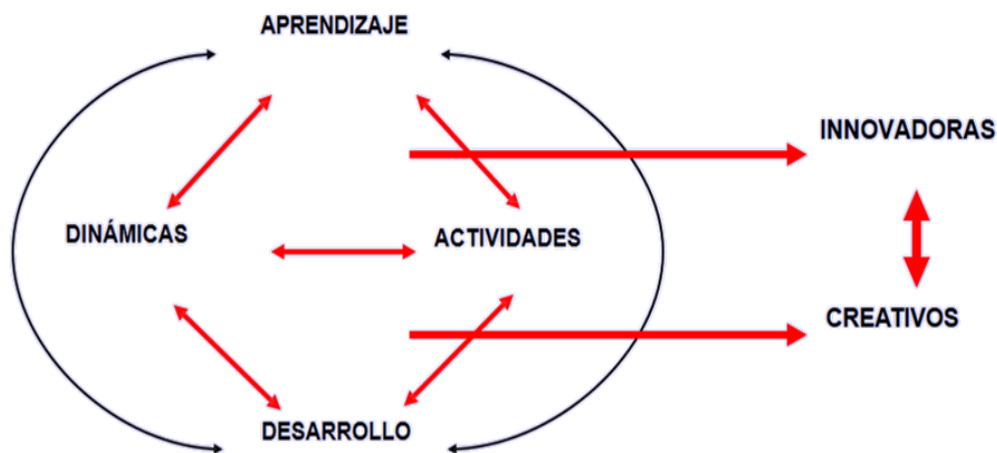 APRENDIZAJE
INNOVADORAS
DINÁMICAS
ACTIVIDADES
CREATIVOS
DESARROLLO